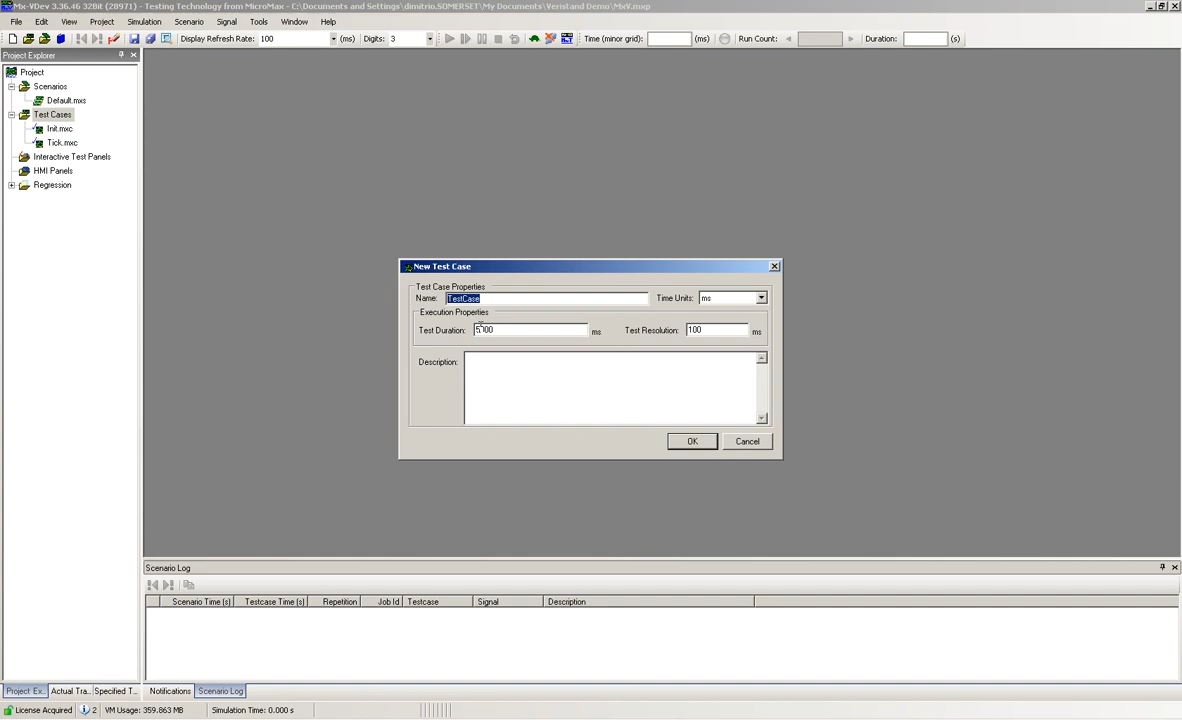 Mx-VDev 3.36.46 32Bit (20971) - Testing Technology from MicroMax - C:\Documents and Settings\dimitrio.SOMERSET\My Documents\Veristand Demo\MxV.mxp
File Edit View Project Simulation Scenario Signal Tools Window Help
Display Refresh Rate: 100 (ms) Digits: 3 Time (minor grid): (ms) Run Count: Duration: (s)
Project Explorer
Project
Scenarios
Default.mxs
Test Cases
Init.mxc
Tick.mxc
Interactive Test Panels
HMI Panels
Regression
New Test Case
Test Case Properties
Name: TestCase Time Units: ms
Execution Properties
Test Duration: 5000 ms Test Resolution: 100 ms
Description:
OK Cancel
Scenario Log
Scenario Time (s) Testcase Time (s) Repetition Job Id Testcase Signal Description
Project Ex... Actual Tra... Specified T... Notifications Scenario Log
License Acquired 2 VM Usage: 359.863 MB Simulation Time: 0.000 s